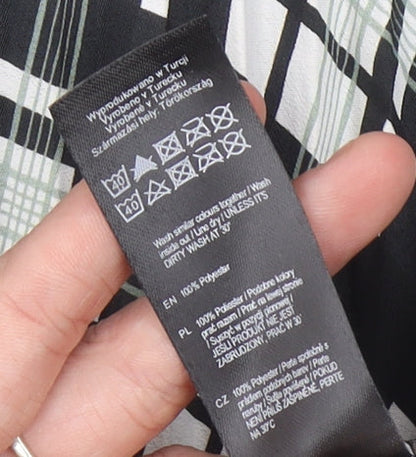 Wyprodukowano w Turcji
Vyrobeno v Turecku
Vyrobené v Turecku
Származási hely: Törökország
40
40
Wash similar colours together / Wash
inside out / Line dry / UNLESS IT'S
DIRTY WASH AT 30°
EN 100% Polyester
PL 100% Poliester / Podobne kolory
prać razem / Prać na lewej stronie
/ Suszyć w pozycji pionowej /
JEŚLI PRODUKT NIE JEST
ZABRUDZONY, PRAĆ W 30°
CZ 100% Polyester / Perte společně s
prádlem podobných barev / Perte
naruby / Sušte pověšené / POKUD
NENÍ PŘÍLIŠ ZAŠPINĚNÉ, PERTE
NA 30°C